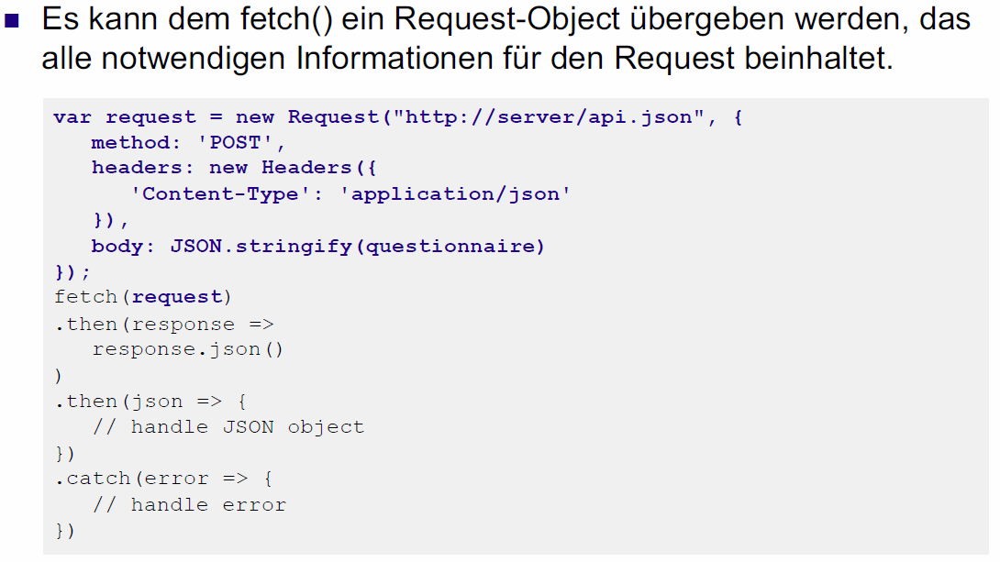 Es kann dem fetch() ein Request-Object übergeben werden, das
alle notwendigen Informationen für den Request beinhaltet.
var request = new Request("http://server/api.json", {
method: 'POST',
headers: new Headers({
'Content-Type': 'application/json'
}),
body: JSON.stringify(questionnaire)
});
fetch(request)
.then(response =>
response.json()
)
.then(json => {
// handle JSON object
})
.catch(error => {
// handle error
})